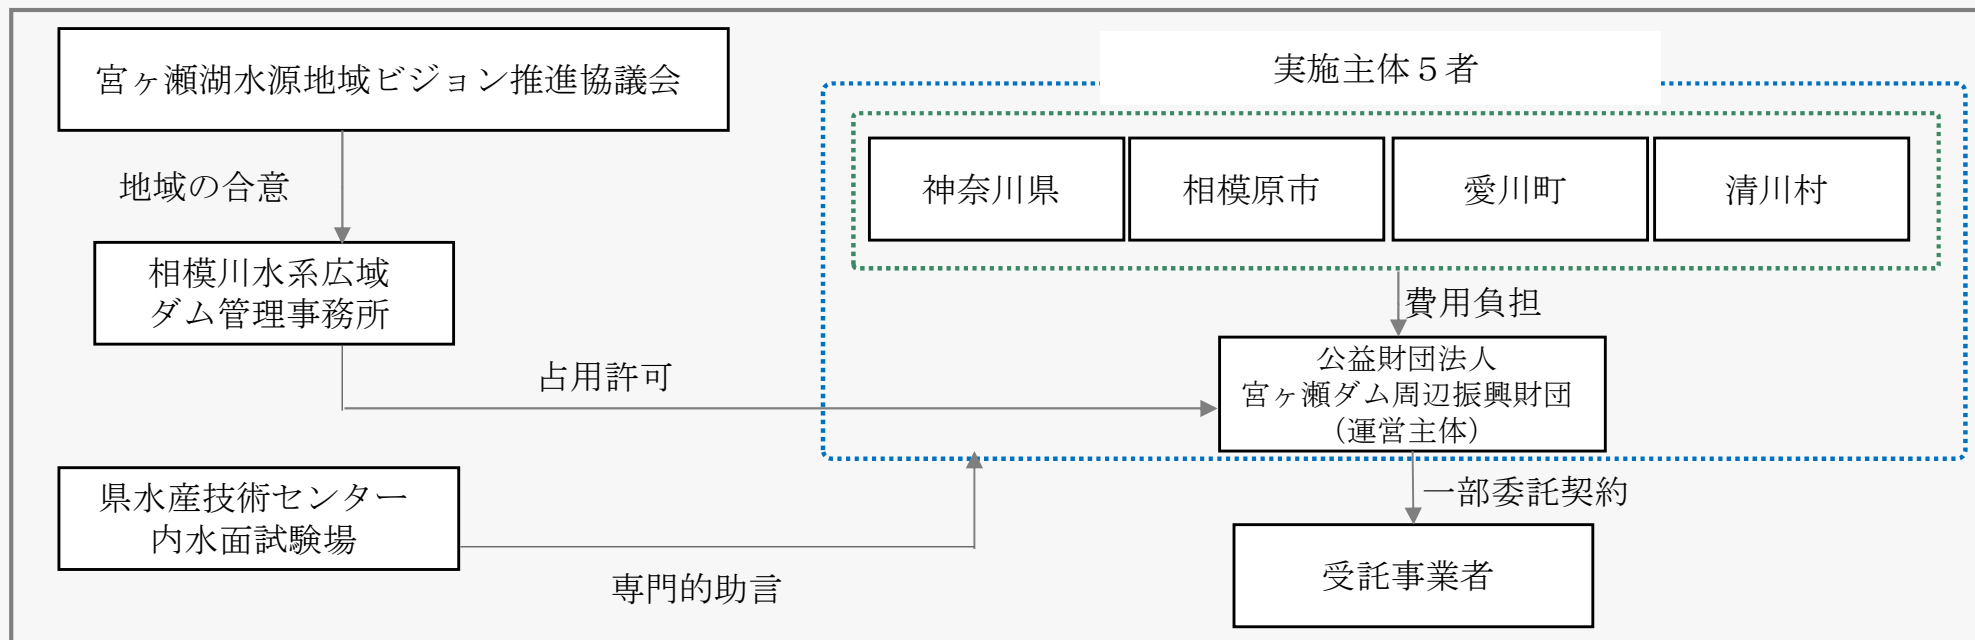 宮ヶ瀬湖水源地域ビジョン推進協議会
地域の合意
相模川水系広域
ダム管理事務所
占用許可
県水産技術センター
内水面試験場
専門的助言
実施主体５者
神奈川県
相模原市
愛川町
清川村
費用負担
公益財団法人
宮ヶ瀬ダム周辺振興財団
（運営主体）
一部委託契約
受託事業者